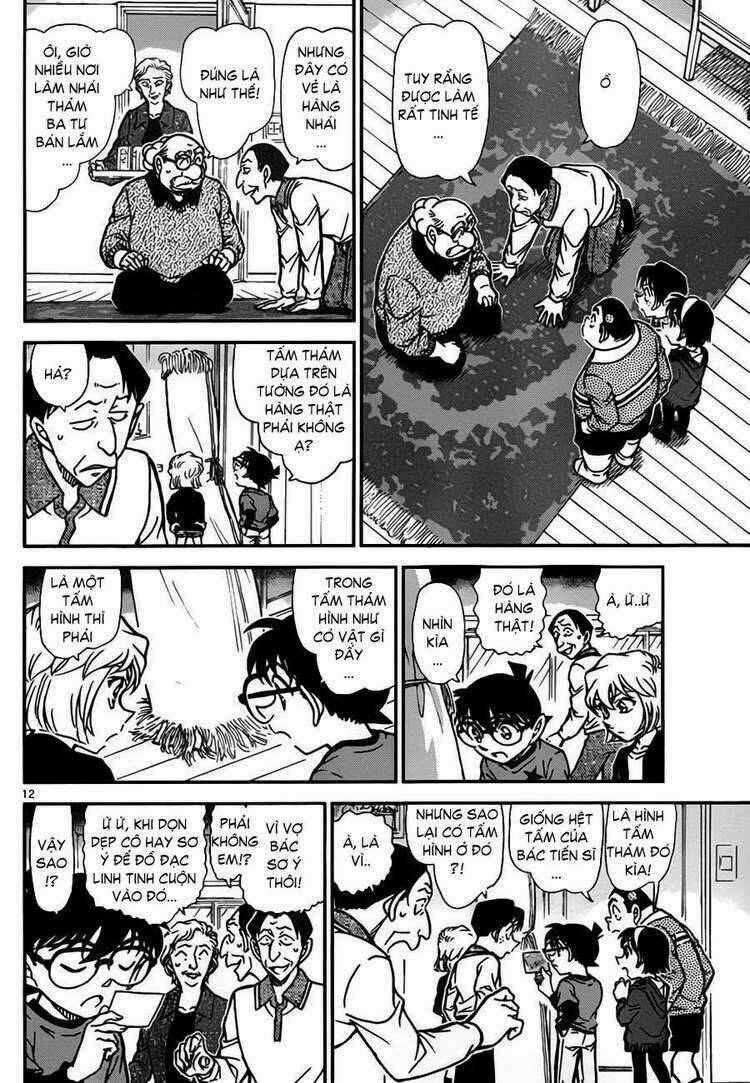 Ồ
TUY RẰNG
ĐƯỢC LÀM
RẤT TINH TẾ
...
NHƯNG
ĐÂY CÓ
VẺ LÀ
HÀNG
NHÁI
...
ĐÚNG LÀ
NHƯ THẾ!
ÔI, GIỜ
NHIỀU NƠI
LÀM NHÁI
THẢM
BA TƯ
BÁN LẮM
...
TẤM THẢM
DỰA TRÊN
TƯỜNG ĐÓ LÀ
HÀNG THẬT
PHẢI KHÔNG
Ạ?
HẢ?
À, Ừ..Ừ
ĐÓ LÀ
HÀNG
THẬT!
NHÌN
KÌA
...
TRONG
TẤM THẢM
HÌNH NHƯ
CÓ VẬT GÌ
ĐẤY
...
LÀ MỘT
TẤM
HÌNH THÌ
PHẢI
...
12
LÀ HÌNH
TẤM
THẢM ĐÓ
KÌA!
GIỐNG HỆT
TẤM CỦA
BÁC TIẾN SĨ
...
NHƯNG SAO
LẠI CÓ TẤM
HÌNH Ở ĐÓ
?!
À, LÀ
VÌ..
VÌ VỢ
BÁC
SƠ Ý
THÔI!
PHẢI
KHÔNG
EM!?
Ừ Ừ, KHI DỌN
DẸP CÔ HAY SƠ
Ý ĐỂ ĐỒ ĐẠC
LINH TINH CUỘN
VÀO ĐÓ...
VẬY
SAO
!?